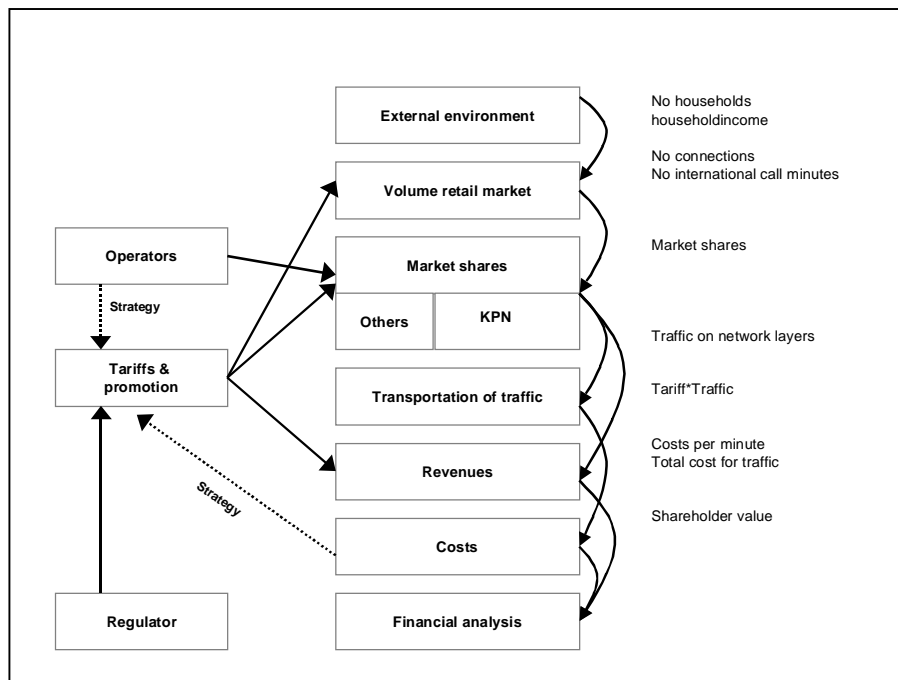 External environment
No households
householdincome
No connections
No international call minutes
Volume retail market
Operators
Market shares
Market shares
Strategy
Others
KPN
Traffic on network layers
Tariffs &
promotion
Transportation of traffic
Tariff*Traffic
Revenues
Costs per minute
Total cost for traffic
Strategy
Shareholder value
Costs
Regulator
Financial analysis